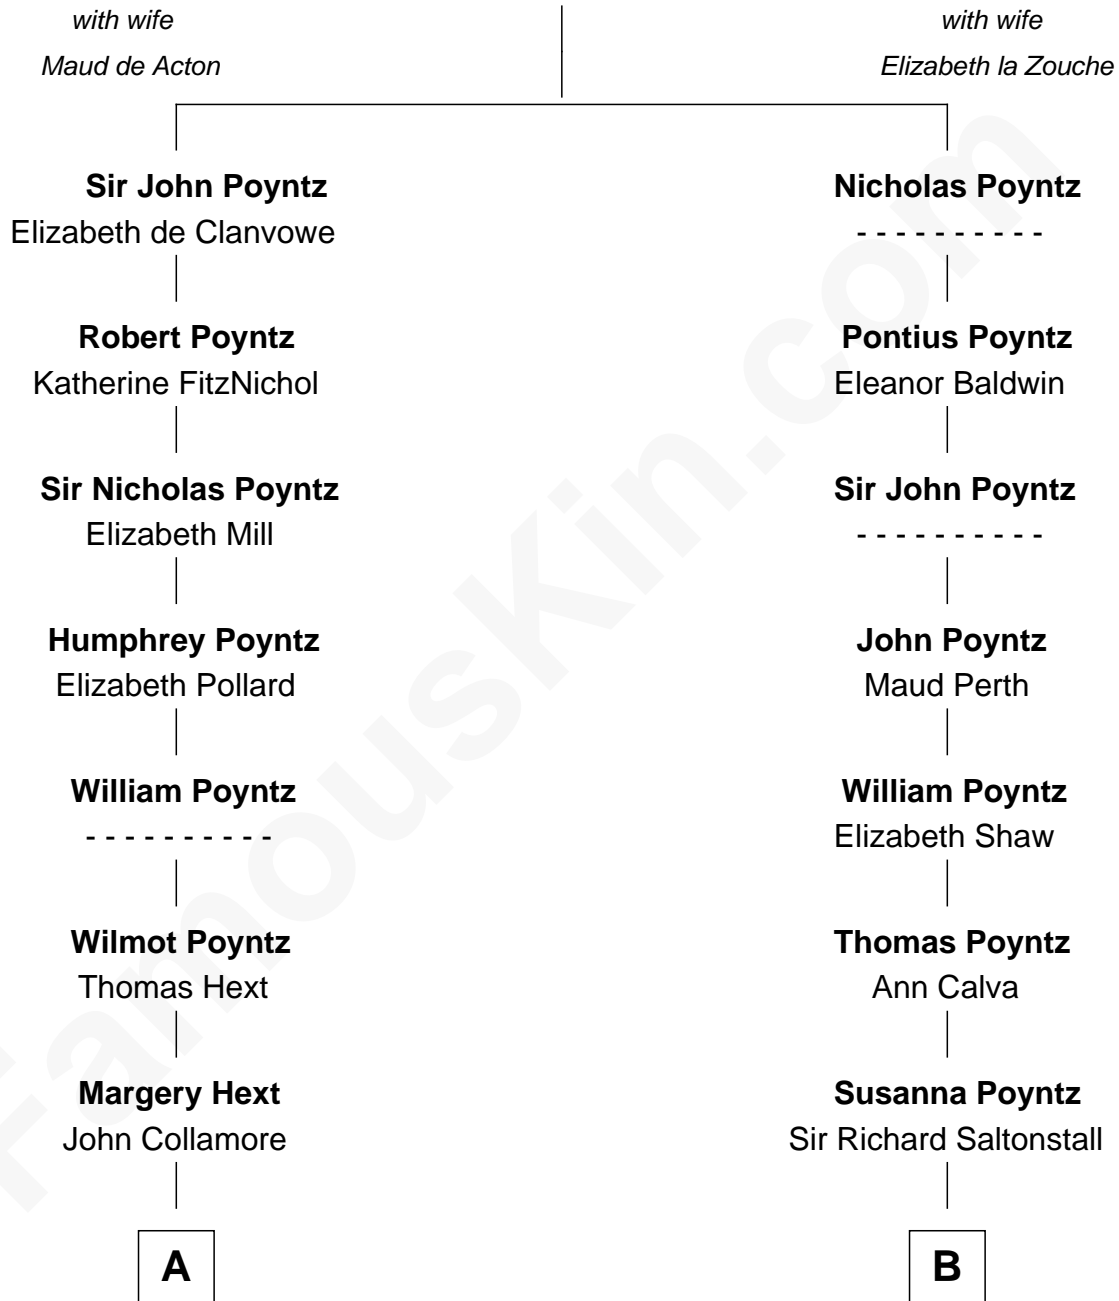 with wife
Maud de Acton
with wife
Elizabeth la Zouche
Sir John Poyntz
Elizabeth de Clanvowe
Nicholas Poyntz
- - - - - - - - - -
Robert Poyntz
Katherine FitzNichol
Pontius Poyntz
Eleanor Baldwin
Sir Nicholas Poyntz
Elizabeth Mill
Sir John Poyntz
- - - - - - - - - -
Humphrey Poyntz
Elizabeth Pollard
John Poyntz
Maud Perth
William Poyntz
- - - - - - - - - -
William Poyntz
Elizabeth Shaw
Wilmot Poyntz
Thomas Hext
Thomas Poyntz
Ann Calva
Margery Hext
John Collamore
Susanna Poyntz
Sir Richard Saltonstall
A
B
FamousKin.com